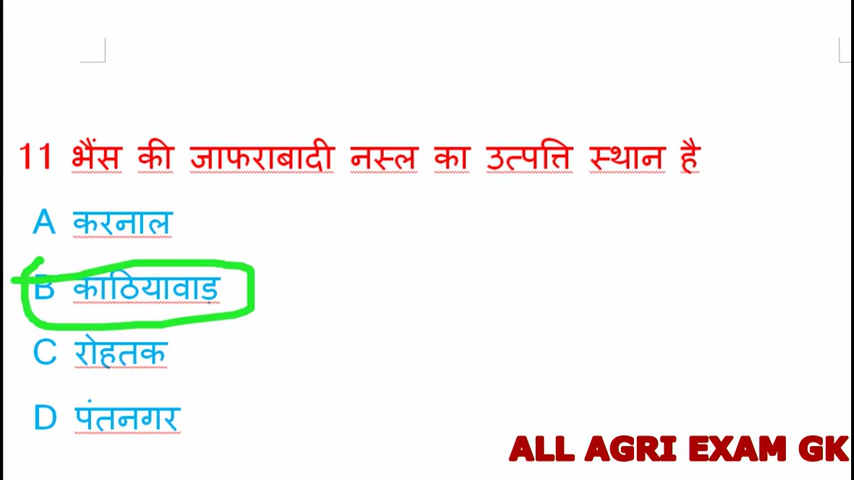 11 भैंस की जाफराबादी नस्ल का उत्पत्ति स्थान है
A करनाल
B काठियावाड़
C रोहतक
D पंतनगर
ALL AGRI EXAM GK